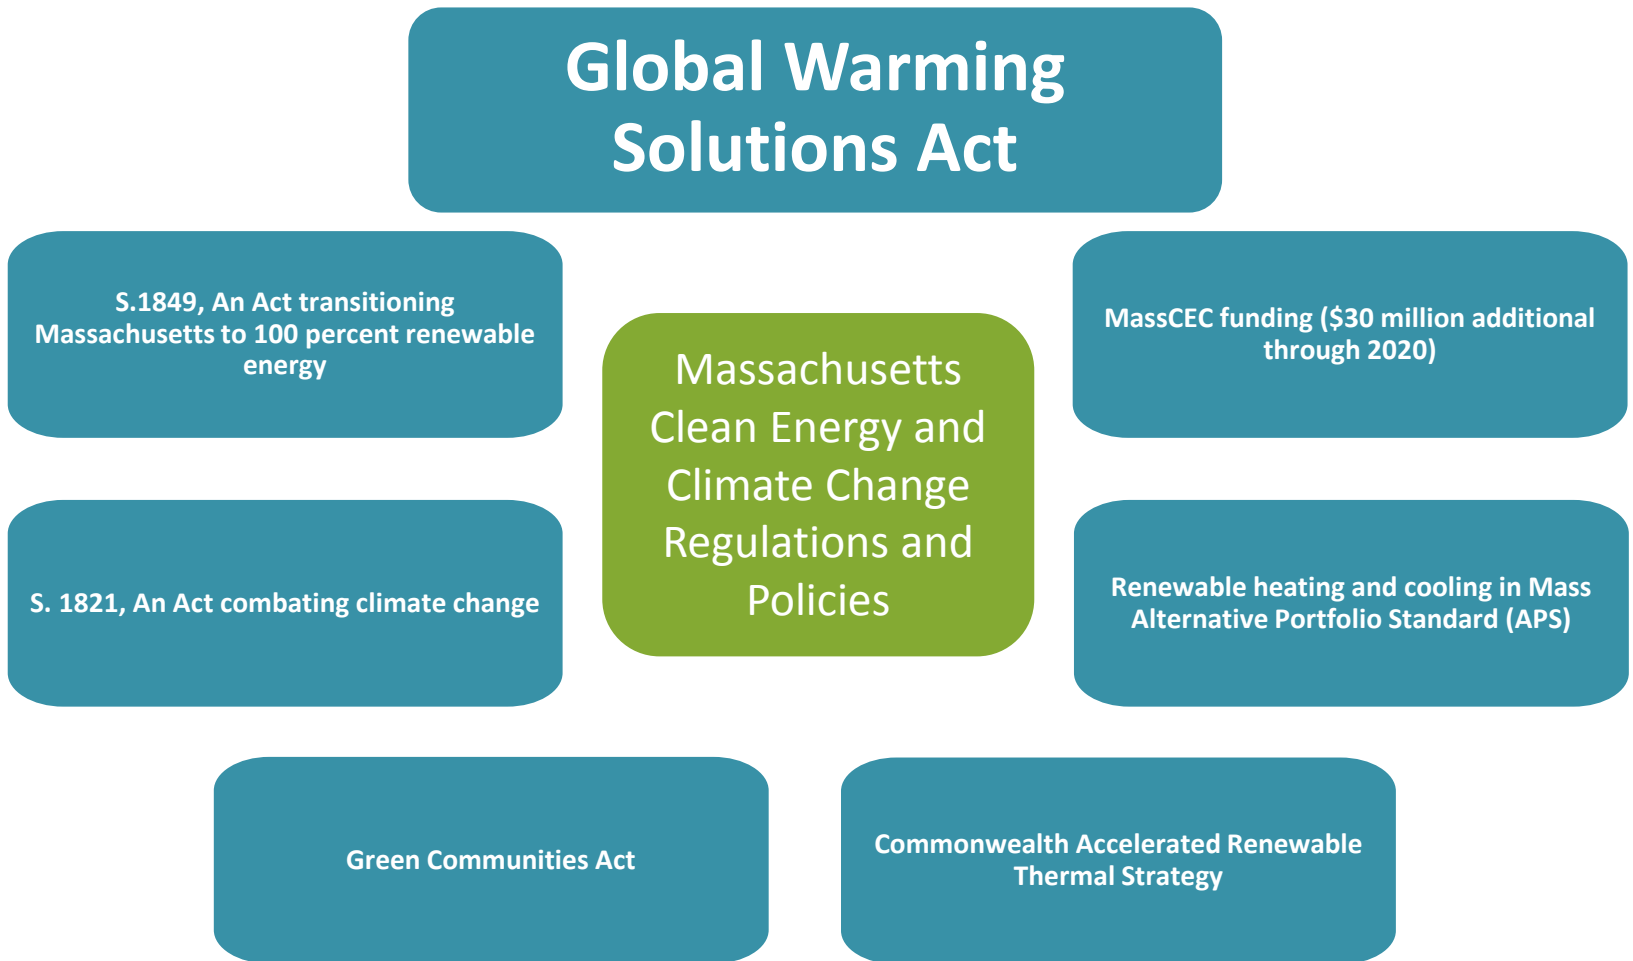 Global Warming
Solutions Act
S.1849, An Act transitioning
Massachusetts to 100 percent renewable
energy
MassCEC funding ($30 million additional
through 2020)
Massachusetts
Clean Energy and
Climate Change
Regulations and
Policies
S. 1821, An Act combating climate change
Renewable heating and cooling in Mass
Alternative Portfolio Standard (APS)
Green Communities Act
Commonwealth Accelerated Renewable
Thermal Strategy